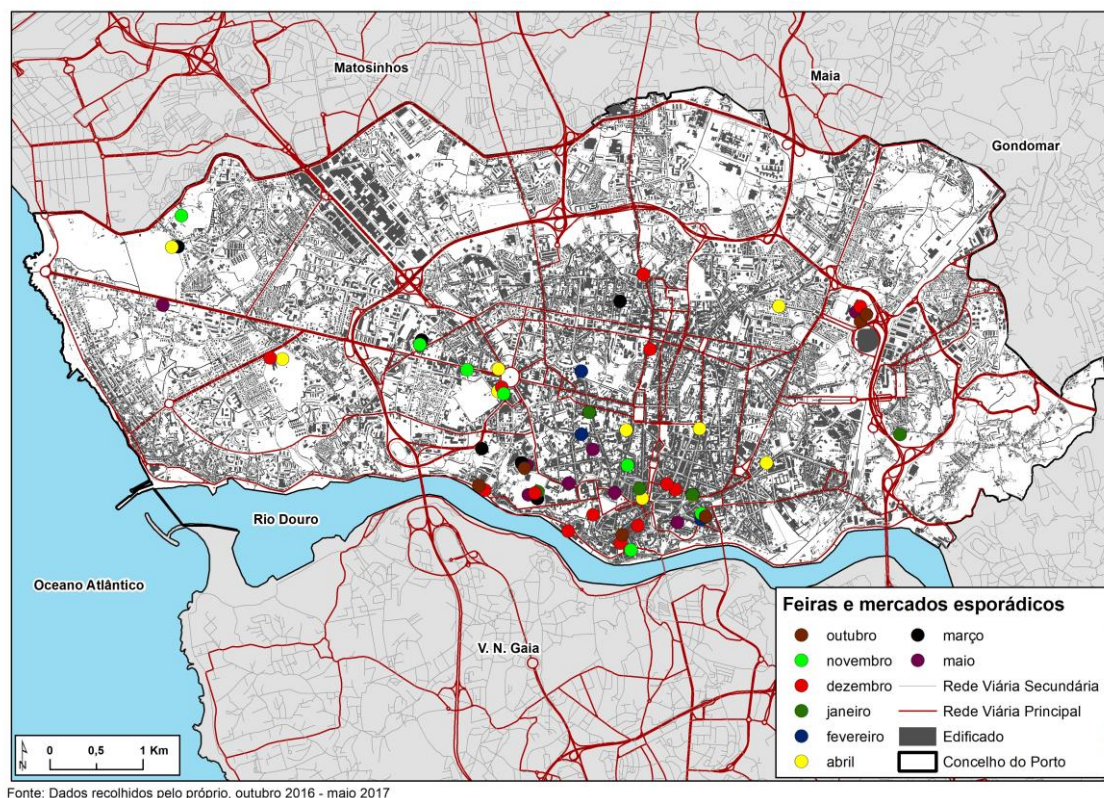 Matosinhos
Maia
Gondomar
Rio Douro
Oceano Atlântico
V. N. Gaia
Feiras e mercados esporádicos
outubro
novembro
dezembro
janeiro
fevereiro
abril
março
maio
Rede Viária Secundária
Rede Viária Principal
Edificado
Concelho do Porto
N
0 0,5 1 Km
Fonte: Dados recolhidos pelo próprio, outubro 2016 - maio 2017